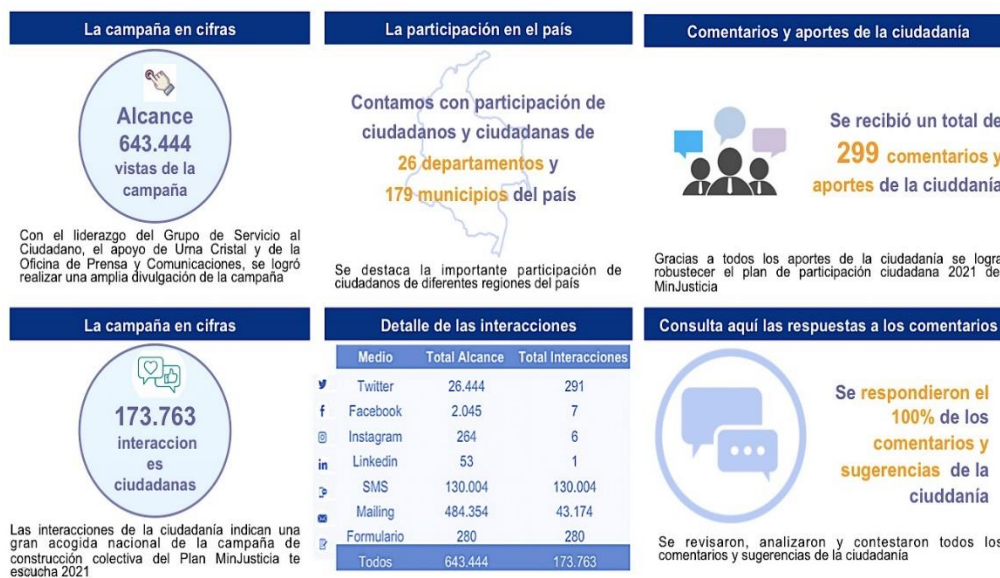 La campaña en cifras
Alcance
643.444
vistas de la
campaña
Con el liderazgo del Grupo de Servicio al
Ciudadano, el apoyo de Urna Cristal y de la
Oficina de Prensa y Comunicaciones, se logró
realizar una amplia divulgación de la campaña
La participación en el país
Contamos con participación de
ciudadanos y ciudadanas de
26 departamentos y
179 municipios del país
Se destaca la importante participación de
ciudadanos de diferentes regiones del país
Comentarios y aportes de la ciudadanía
Se recibió un total de
299 comentarios y
aportes de la ciuddanía
Gracias a todos los aportes de la ciudadanía se logra
robustecer el plan de participación ciudadana 2021 de
MinJusticia
La campaña en cifras
173.763
interaccion
es
ciudadanas
Las interacciones de la ciudadanía indican una
gran acogida nacional de la campaña de
construcción colectiva del Plan MinJusticia te
escucha 2021
Detalle de las interacciones
Medio Total Alcance Total Interacciones
Twitter 26.444 291
Facebook 2.045 7
Instagram 264 6
Linkedin 53 1
SMS 130.004 130.004
Mailing 484.354 43.174
Formulario 280 280
Todos 643.444 173.763
Consulta aquí las respuestas a los comentarios
Se respondieron el
100% de los
comentarios y
sugerencias de la
ciuddanía
Se revisaron, analizaron y contestaron todos los
comentarios y sugerencias de la ciudadanía